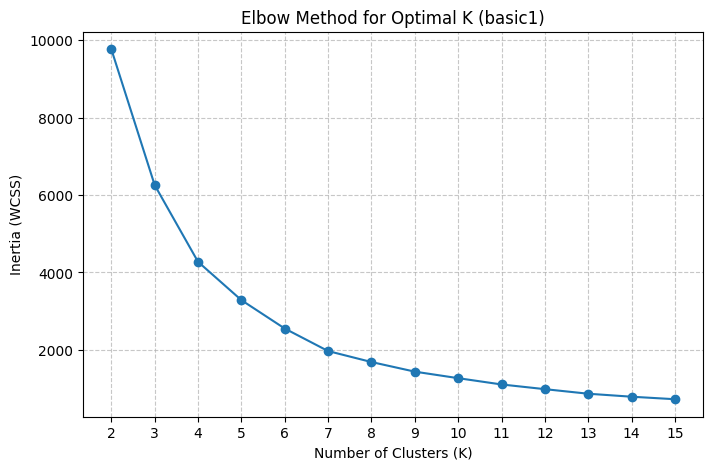 Elbow Method for Optimal K (basic1)
Inertia (WCSS)
10000
8000
6000
4000
2000
2 3 4 5 6 7 8 9 10 11 12 13 14 15
Number of Clusters (K)